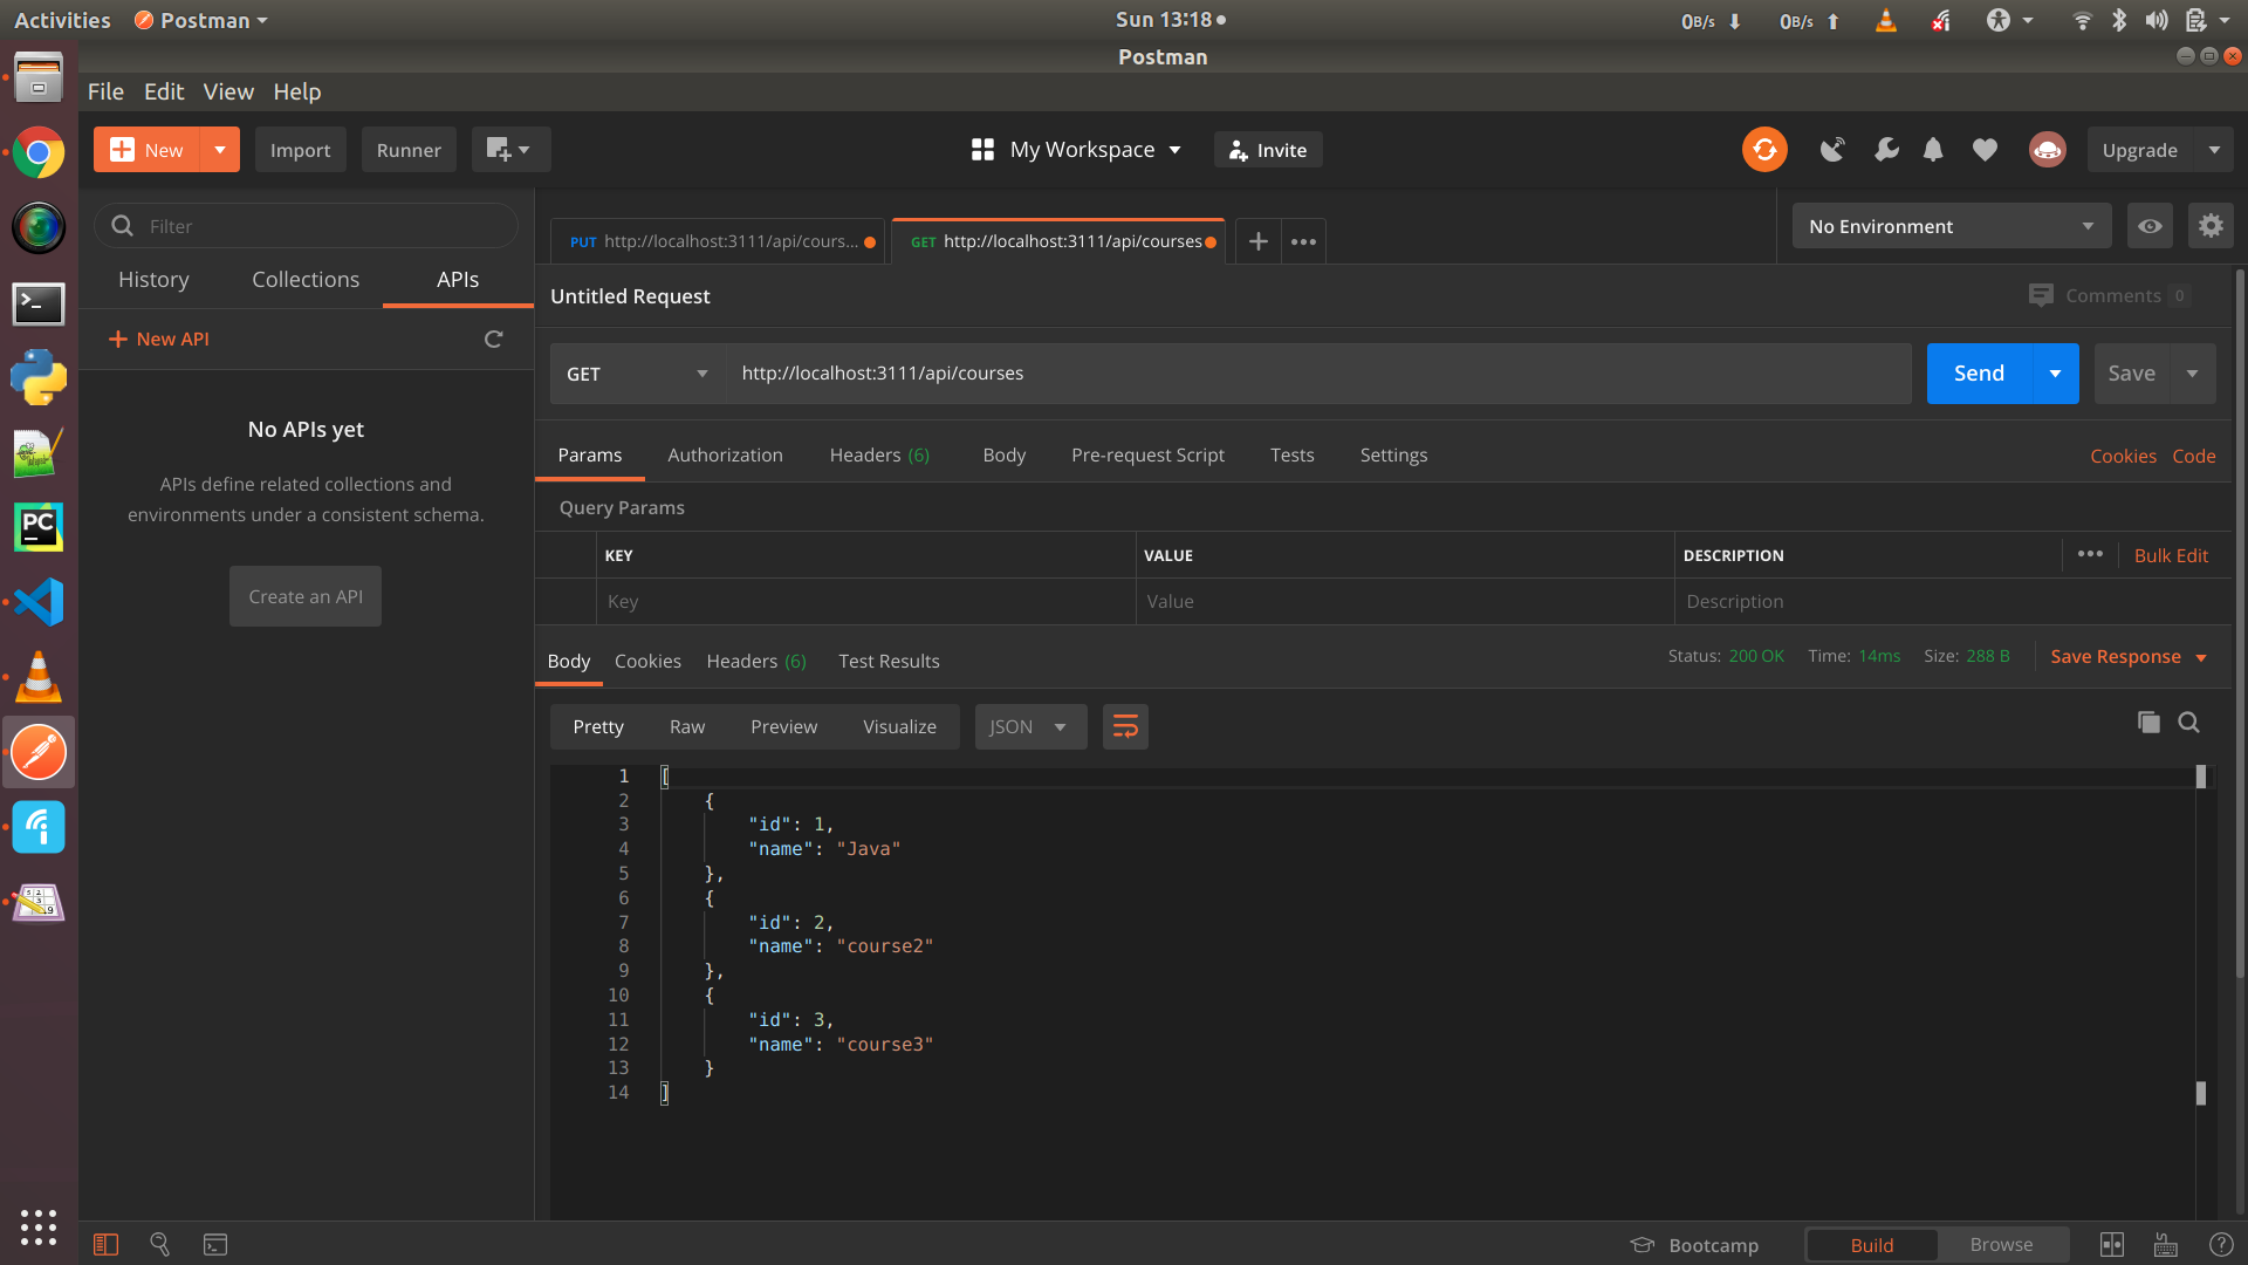 Activities Postman Sun 13:18 0B/s 0B/s
Postman
File Edit View Help
New Import Runner My Workspace Invite Upgrade
Filter
PUT http://localhost:3111/api/cours... GET http://localhost:3111/api/courses + ••• No Environment
History Collections APIs
Untitled Request Comments 0
+ New API
GET http://localhost:3111/api/courses Send Save
No APIs yet
APIs define related collections and
environments under a consistent schema.
Create an API
Params Authorization Headers (6) Body Pre-request Script Tests Settings Cookies Code
Query Params
KEY VALUE DESCRIPTION ••• Bulk Edit
Key Value Description
Body Cookies Headers (6) Test Results Status: 200 OK Time: 14ms Size: 288 B Save Response
Pretty Raw Preview Visualize JSON
1 [
2 {
3 "id": 1,
4 "name": "Java"
5 },
6 {
7 "id": 2,
8 "name": "course2"
9 },
10 {
11 "id": 3,
12 "name": "course3"
13 }
14 ]
PC
Bootcamp Build Browse